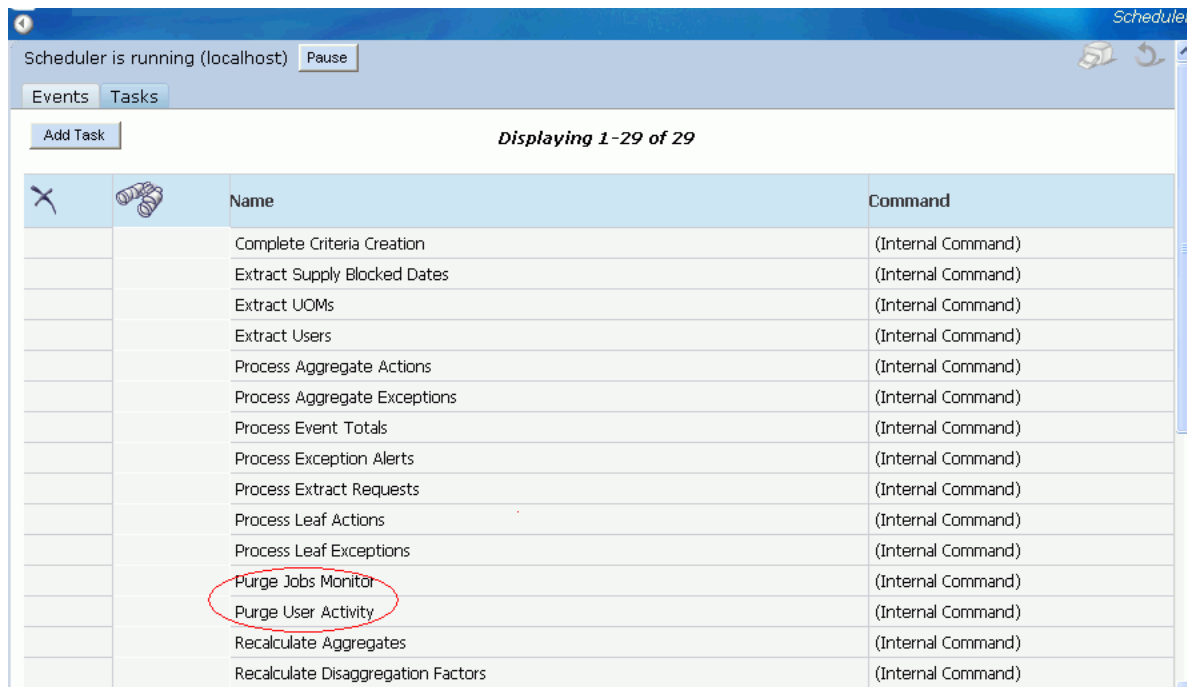 Scheduler
Scheduler is running (localhost) Pause
Events Tasks
Add Task Displaying 1-29 of 29
Name Command
Complete Criteria Creation (Internal Command)
Extract Supply Blocked Dates (Internal Command)
Extract UOMs (Internal Command)
Extract Users (Internal Command)
Process Aggregate Actions (Internal Command)
Process Aggregate Exceptions (Internal Command)
Process Event Totals (Internal Command)
Process Exception Alerts (Internal Command)
Process Extract Requests (Internal Command)
Process Leaf Actions (Internal Command)
Process Leaf Exceptions (Internal Command)
Purge Jobs Monitor (Internal Command)
Purge User Activity (Internal Command)
Recalculate Aggregates (Internal Command)
Recalculate Disaggregation Factors (Internal Command)